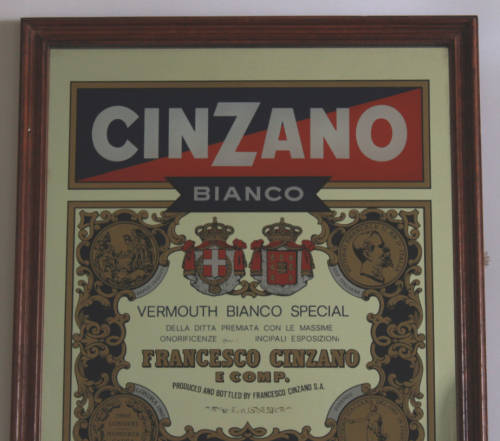 CINZANO
BIANCO
VERMOUTH BIANCO SPECIAL
DELLA DITTA PREMIATA CON LE MASSIME
ONORIFICENZE INCIPALI ESPOSIZIONI
FRANCESCO CINZANO
E COMP.
PRODUCED AND BOTTLED BY FRANCESCO CINZANO S.A.